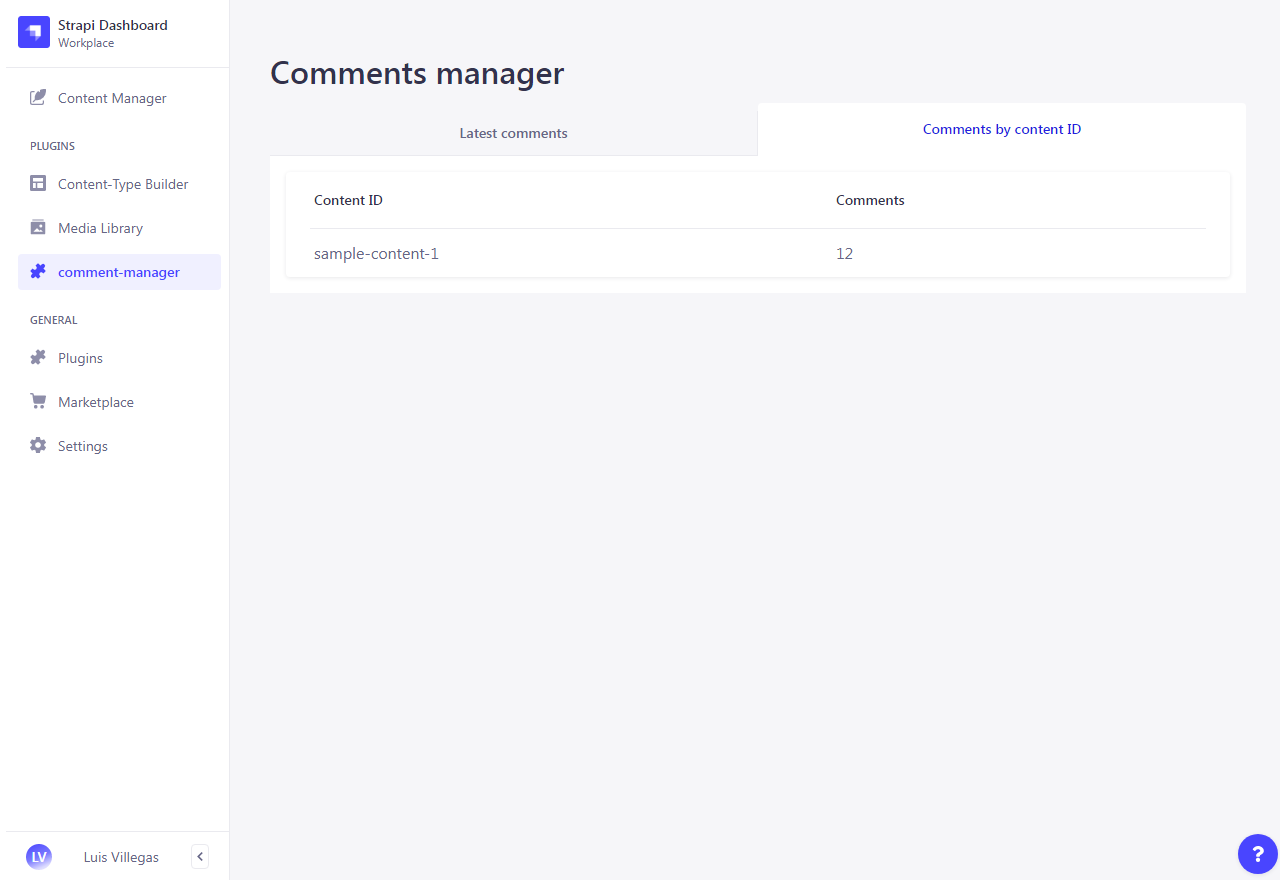 Strapi Dashboard
Workplace
Content Manager
PLUGINS
Content-Type Builder
Media Library
comment-manager
GENERAL
Plugins
Marketplace
Settings
LV Luis Villegas
Comments manager
Latest comments Comments by content ID
Content ID Comments
sample-content-1 12
?